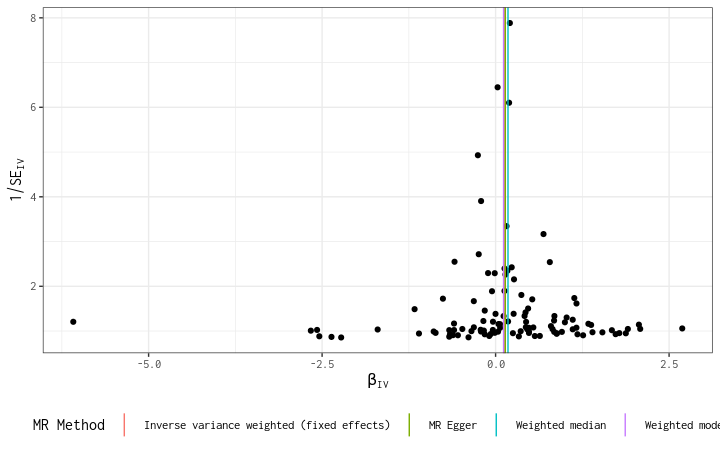 8
6
4
2
1/SE_IV
-5.0
-2.5
0.0
2.5
β_IV
MR Method
Inverse variance weighted (fixed effects)
MR Egger
Weighted median
Weighted mode